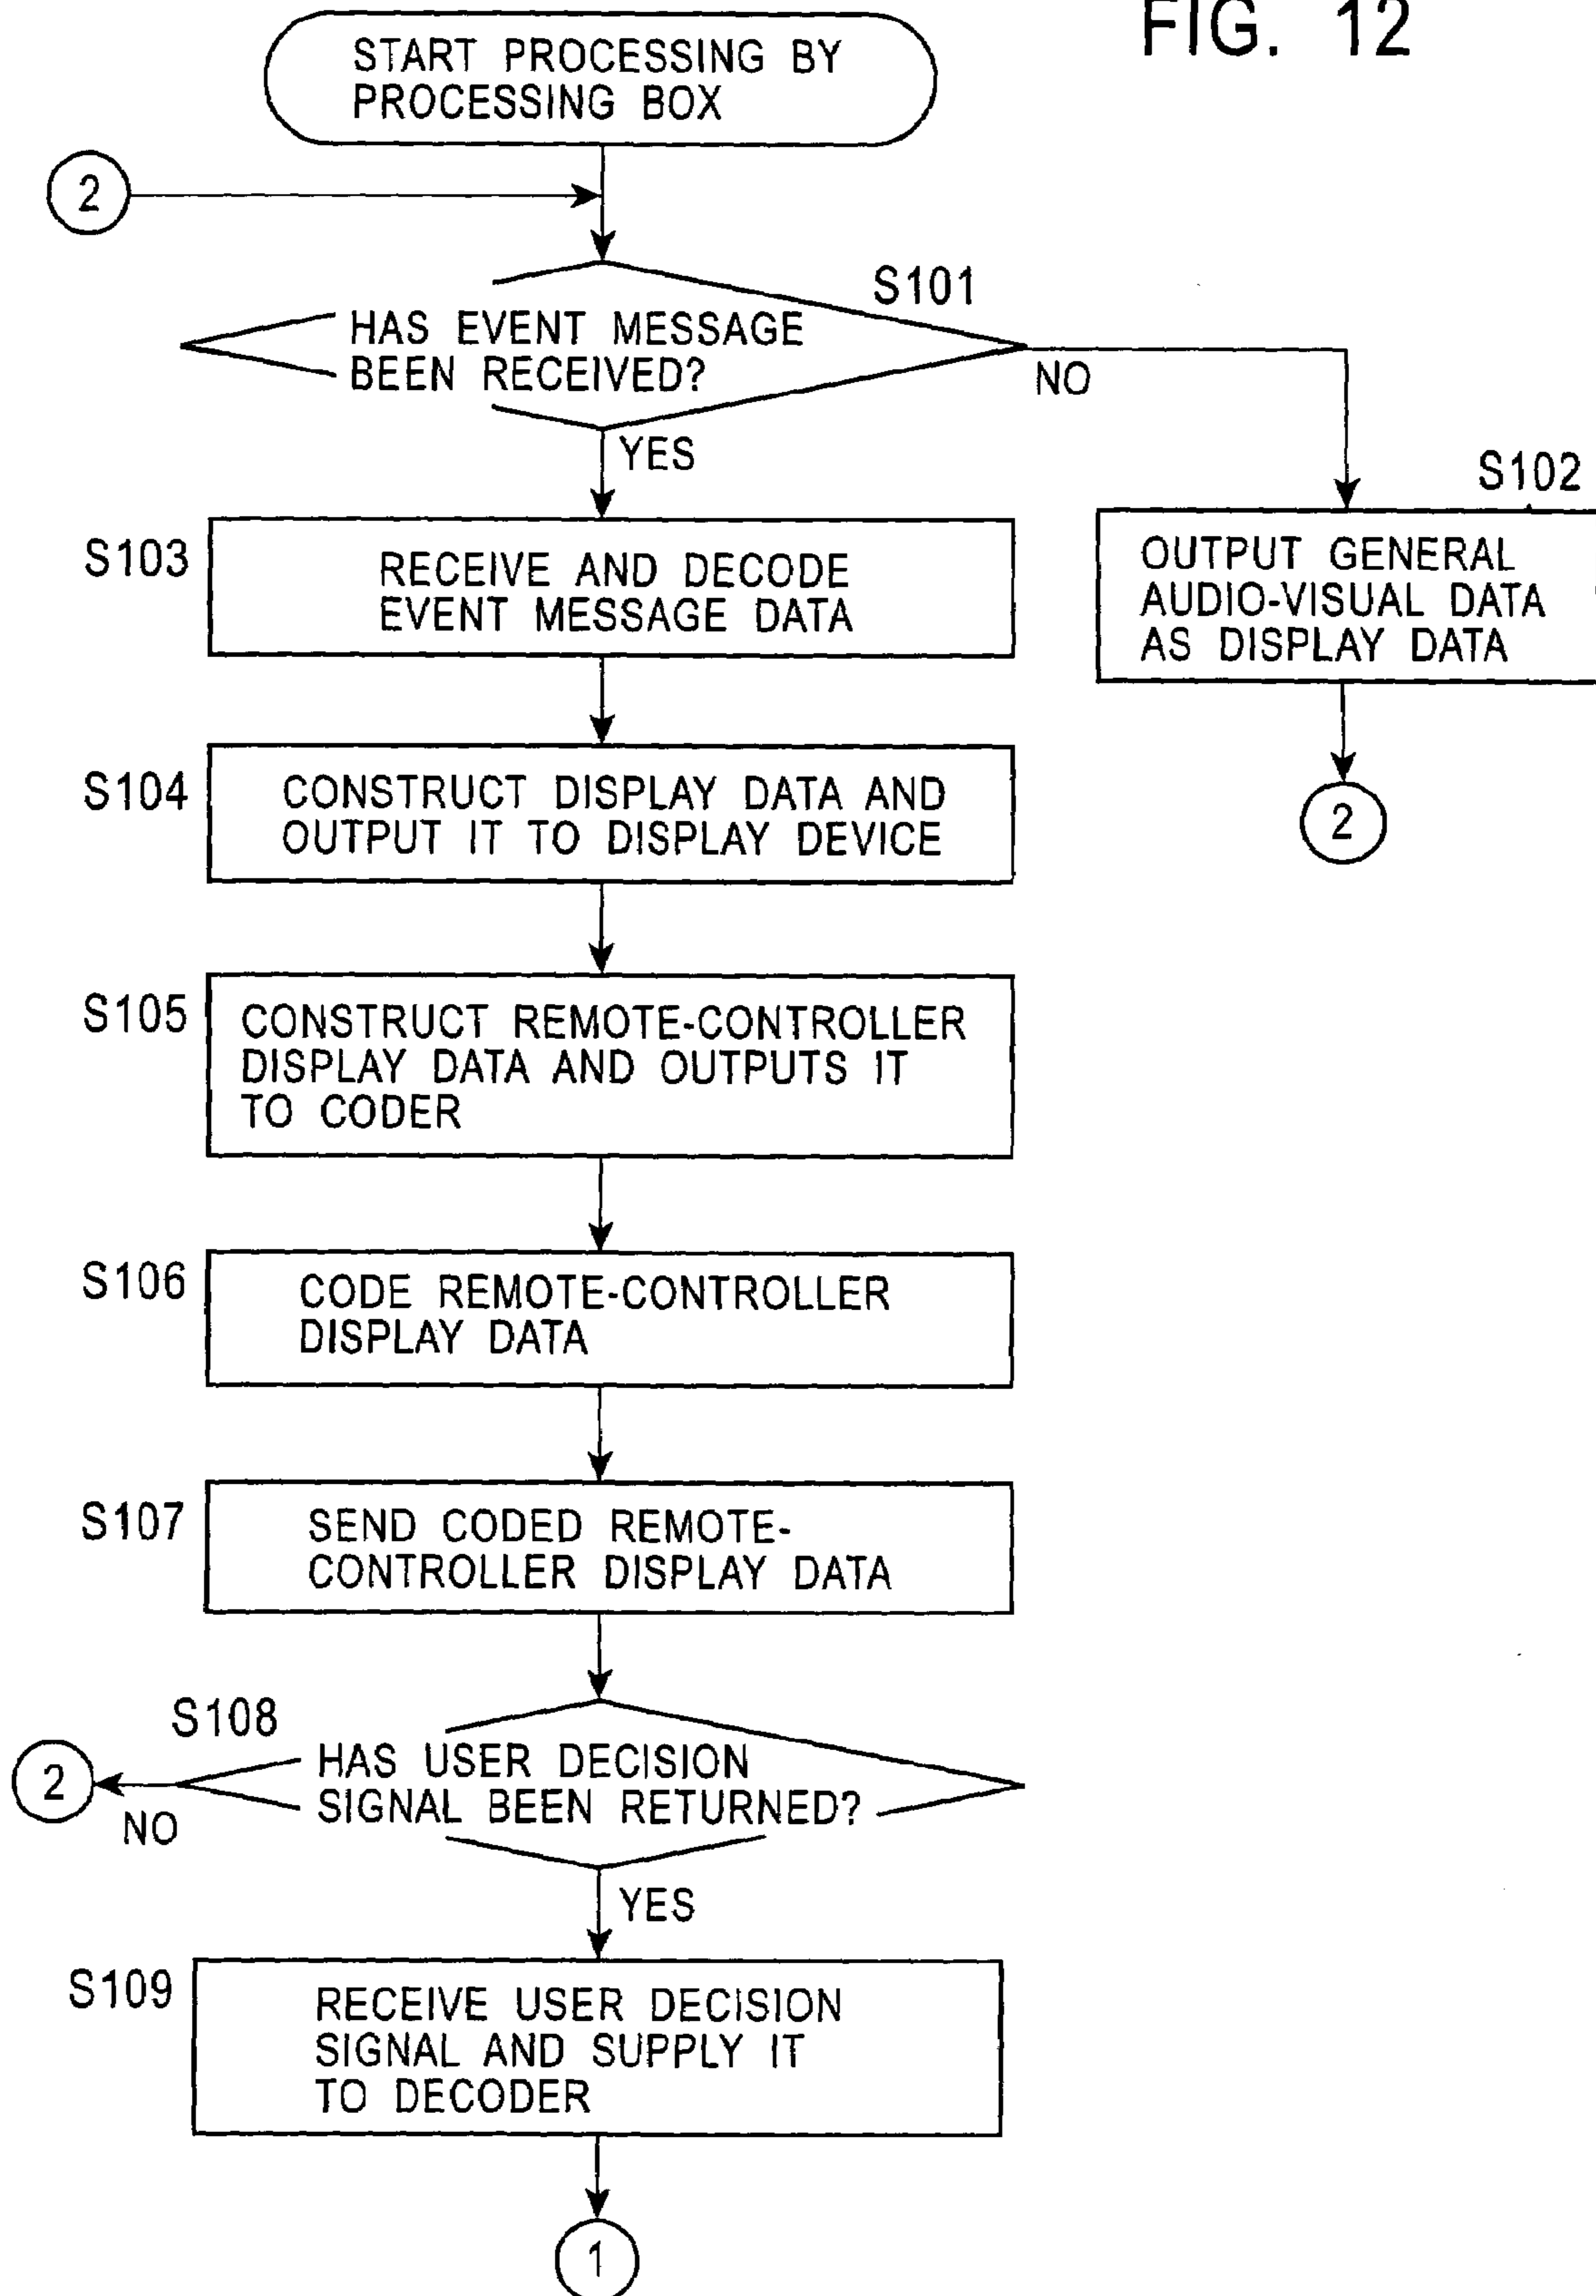 FIG. 12
START PROCESSING BY
PROCESSING BOX
2
S101
HAS EVENT MESSAGE
BEEN RECEIVED?
NO
YES
S102
OUTPUT GENERAL
AUDIO-VISUAL DATA
AS DISPLAY DATA
2
S103
RECEIVE AND DECODE
EVENT MESSAGE DATA
S104
CONSTRUCT DISPLAY DATA AND
OUTPUT IT TO DISPLAY DEVICE
S105
CONSTRUCT REMOTE-CONTROLLER
DISPLAY DATA AND OUTPUTS IT
TO CODER
S106
CODE REMOTE-CONTROLLER
DISPLAY DATA
S107
SEND CODED REMOTE-
CONTROLLER DISPLAY DATA
S108
HAS USER DECISION
SIGNAL BEEN RETURNED?
2
NO
YES
S109
RECEIVE USER DECISION
SIGNAL AND SUPPLY IT
TO DECODER
1